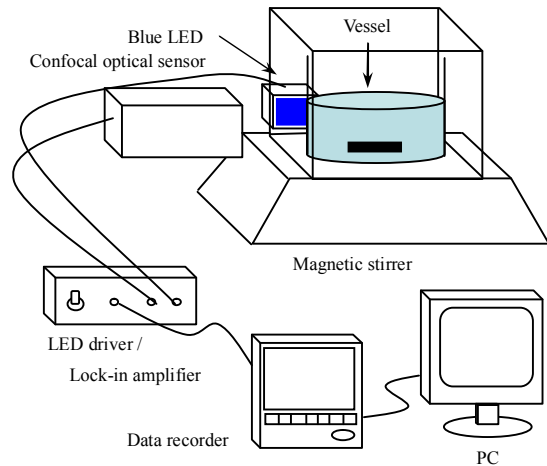 Vessel
Blue LED
Confocal optical sensor
Magnetic stirrer
LED driver /
Lock-in amplifier
Data recorder
PC